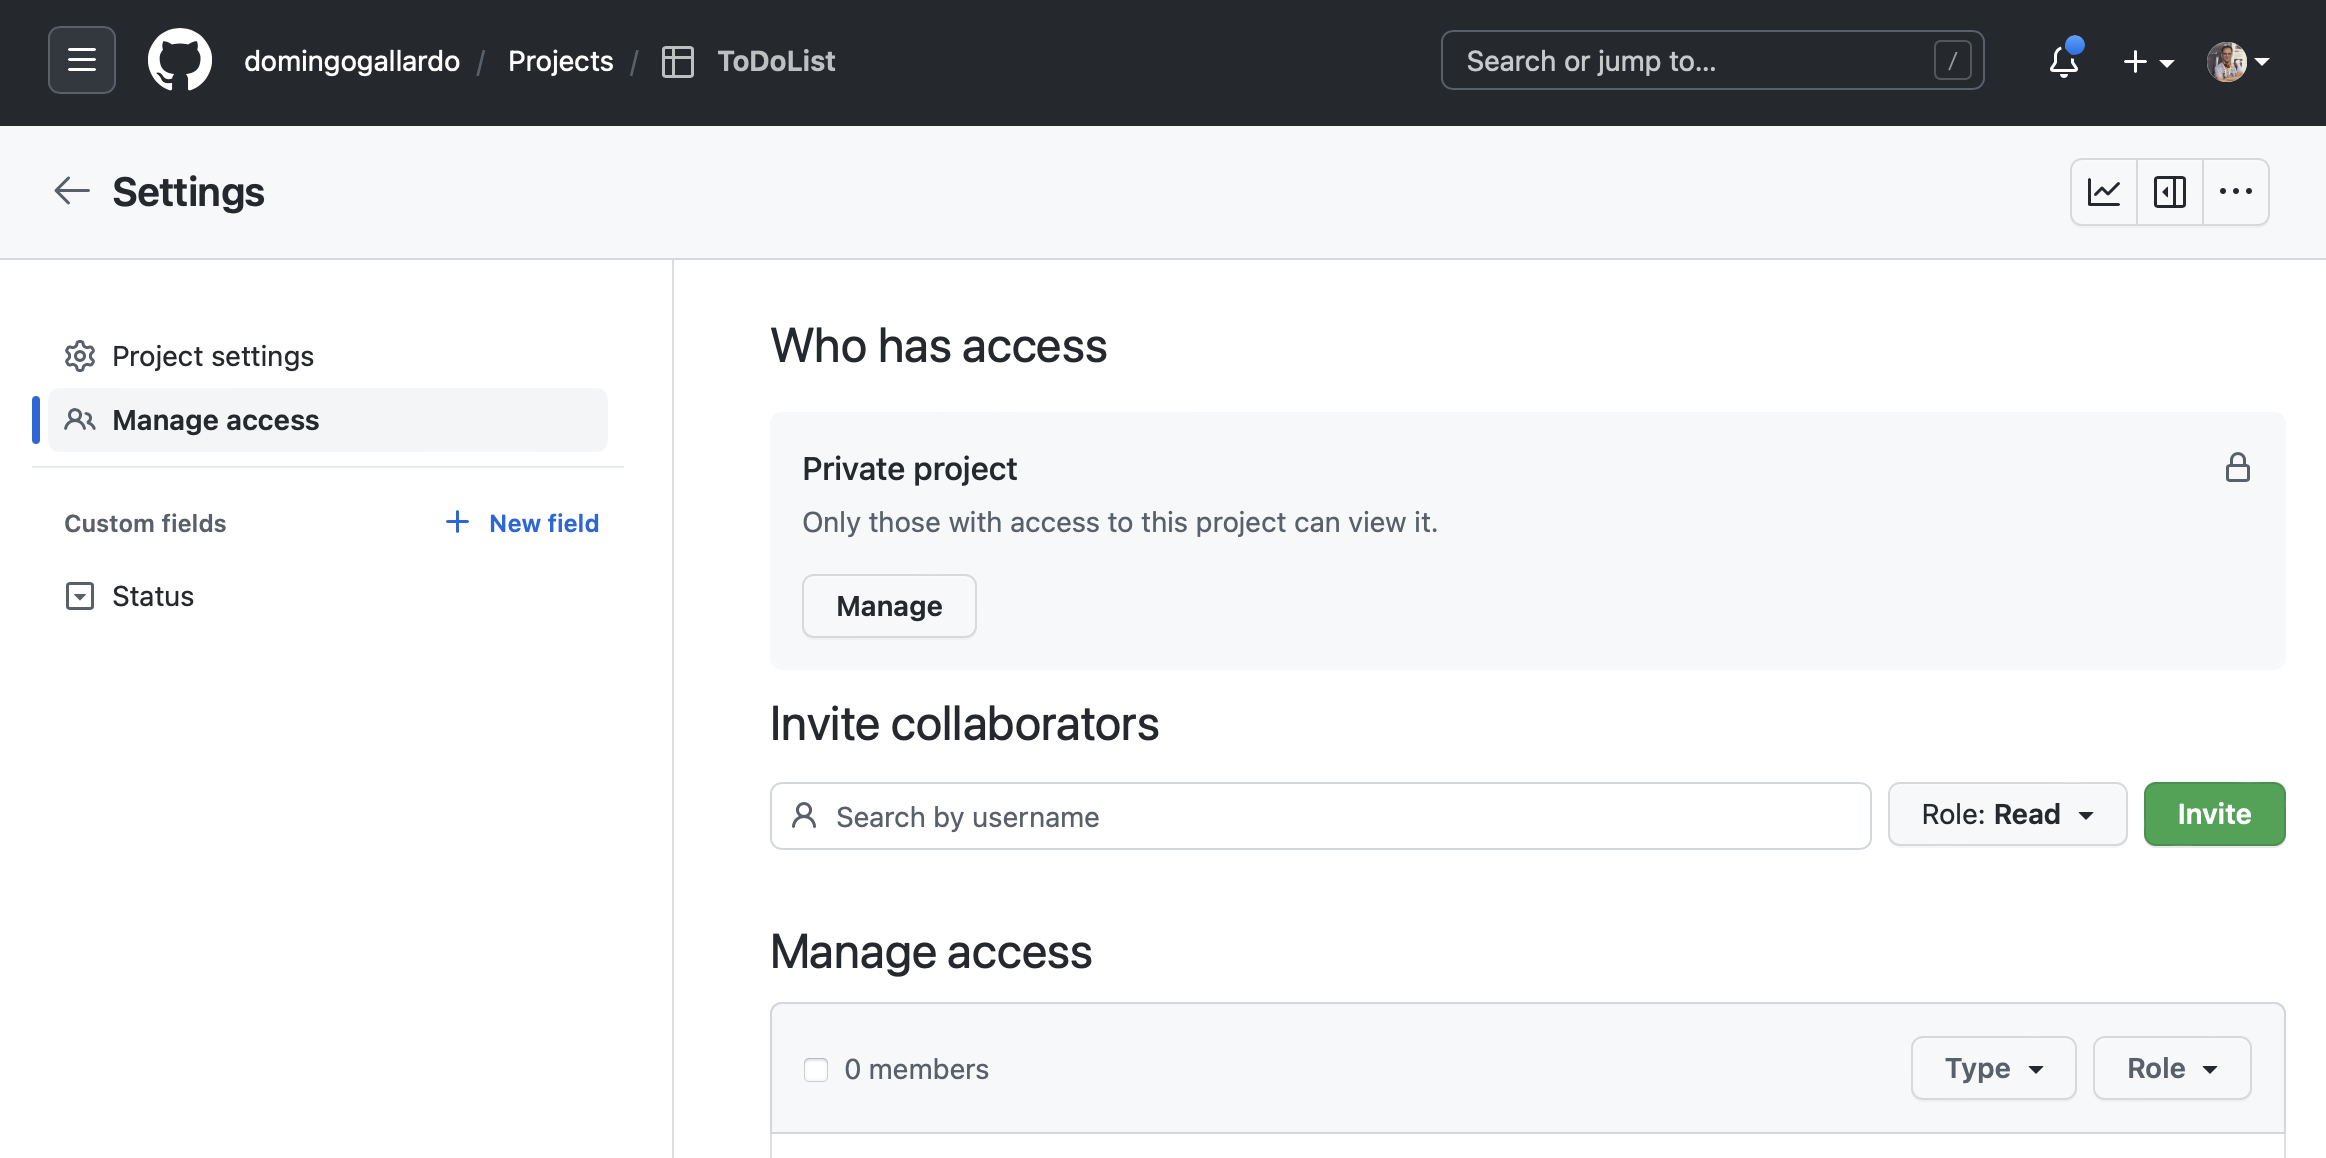 domingogallardo / Projects / ToDoList
Search or jump to... /
Settings
Project settings
Manage access
Custom fields
New field
Status
Who has access
Private project
Only those with access to this project can view it.
Manage
Invite collaborators
Search by username
Role: Read
Invite
Manage access
0 members
Type
Role